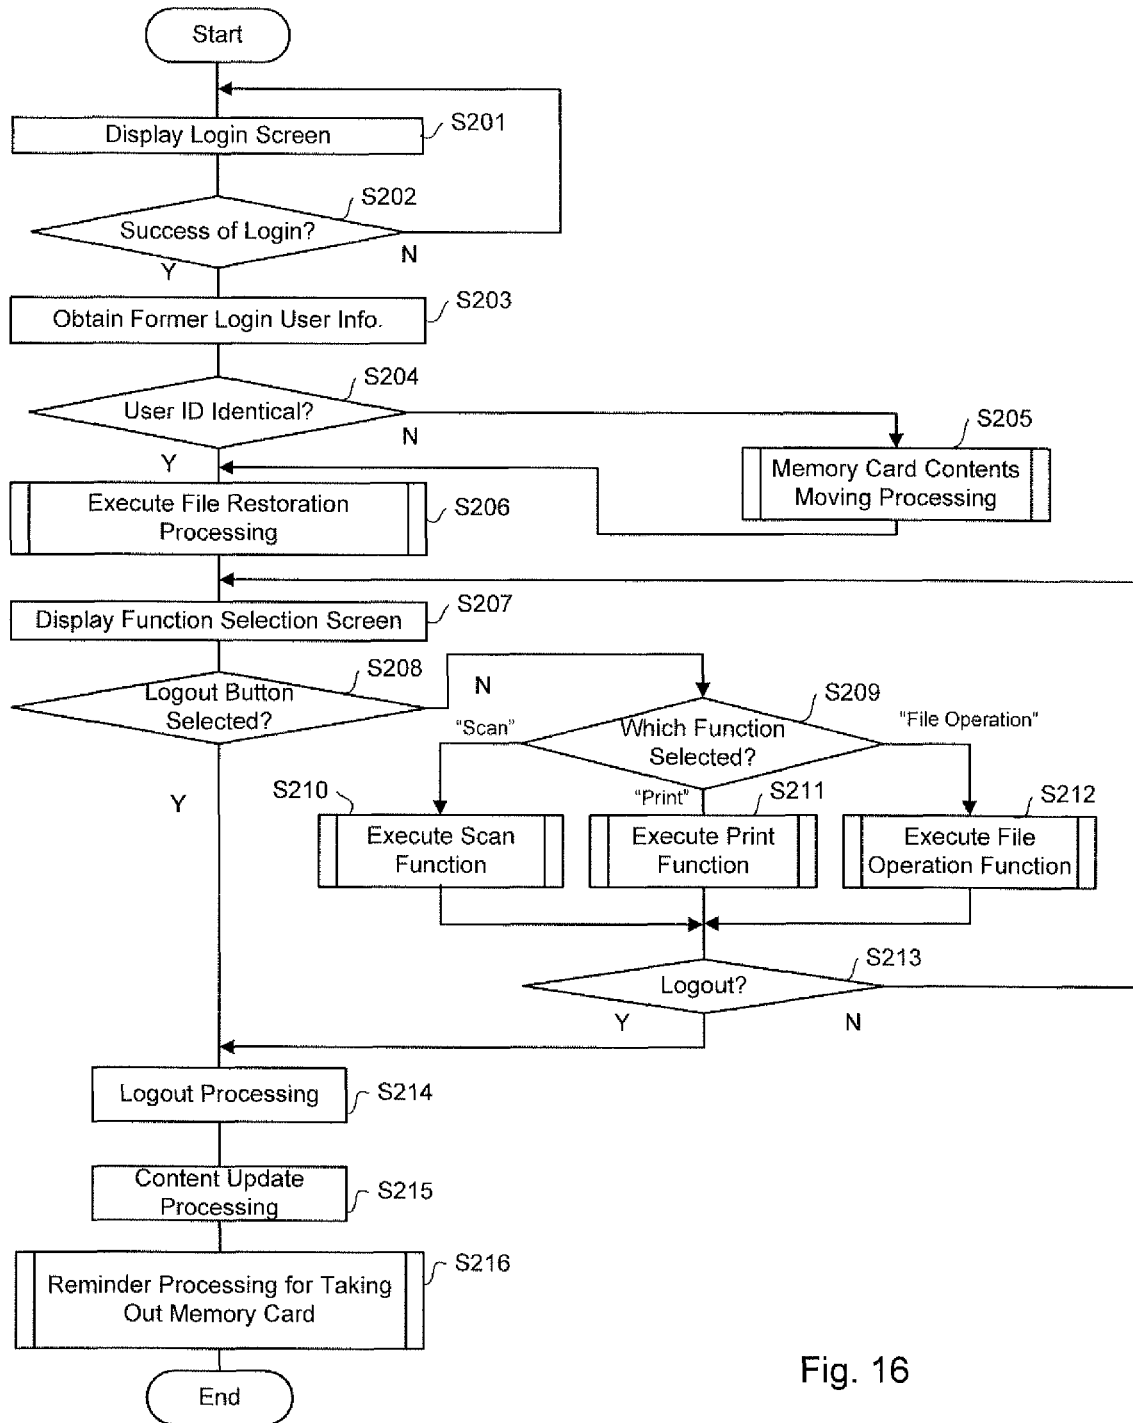 Start
Display Login Screen
S201
Success of Login?
S202
N
Y
Obtain Former Login User Info.
S203
User ID Identical?
S204
N
Y
Memory Card Contents
Moving Processing
S205
Execute File Restoration
Processing
S206
Display Function Selection Screen
S207
Logout Button
Selected?
S208
N
Y
Which Function
Selected?
S209
"Scan"
"Print"
"File Operation"
S210
Execute Scan
Function
S211
Execute Print
Function
S212
Execute File
Operation Function
Logout?
S213
Y
N
Logout Processing
S214
Content Update
Processing
S215
Reminder Processing for Taking
Out Memory Card
S216
End
Fig. 16